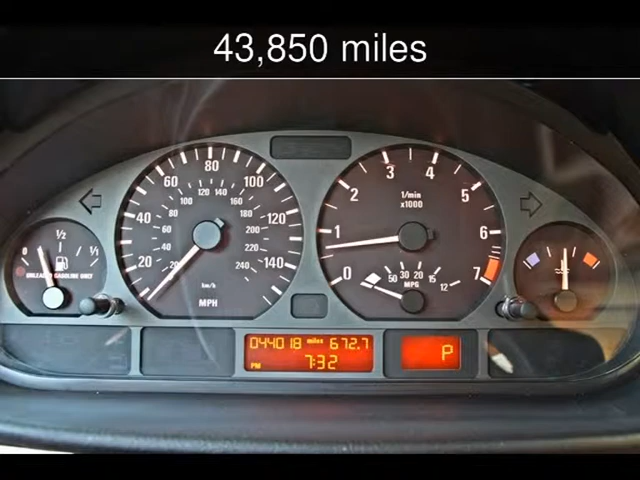 43,850 miles
80
60 100
120 140
100 160
40 80 180 120
60 200
40 220
20 20 240 140
km/h
MPH
1/2
0 1/1
UNLEADED GASOLINE ONLY
3 4
2 5
1/min
x1000
1 6
0 7
50 30 20 15 12
MPG
044018 miles 672.7
PM 7:32
P